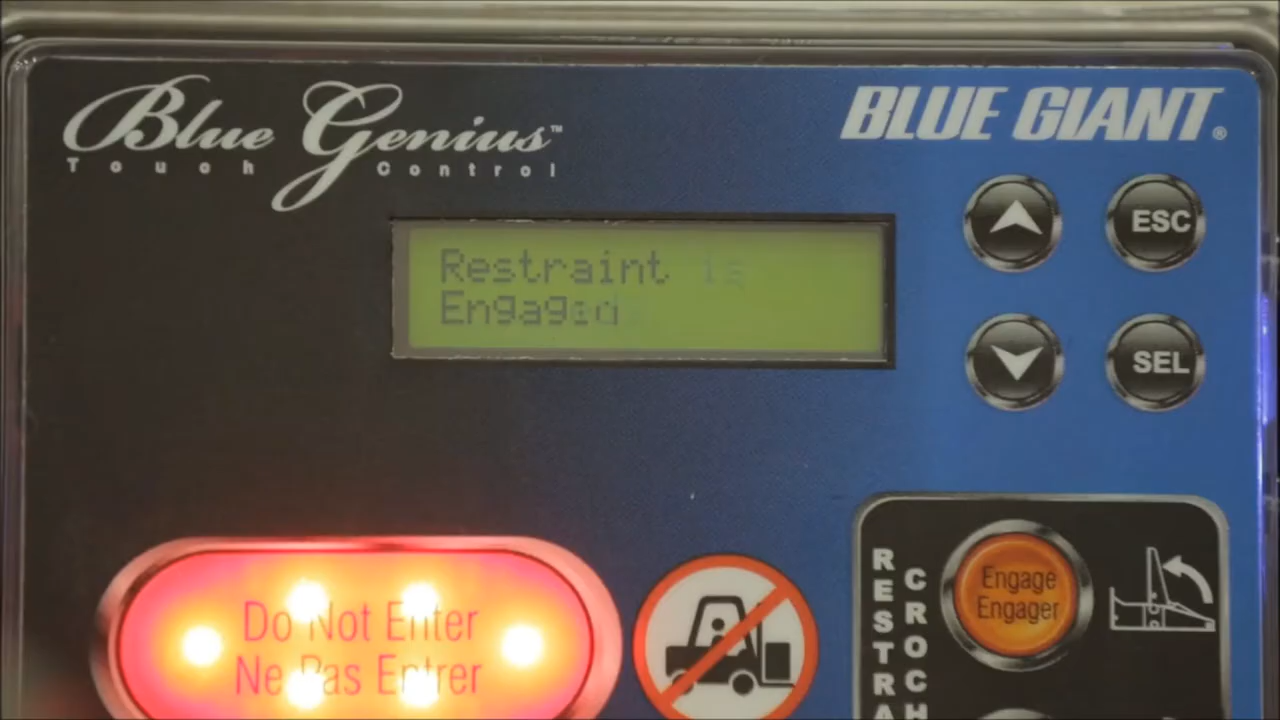 Blue Genius™
Touch Control
BLUE GIANT®
Restraint is
Engaged
ESC
SEL
Do Not Enter
Ne Pas Entrer
Engage
Engager
RESTRA
CROCH